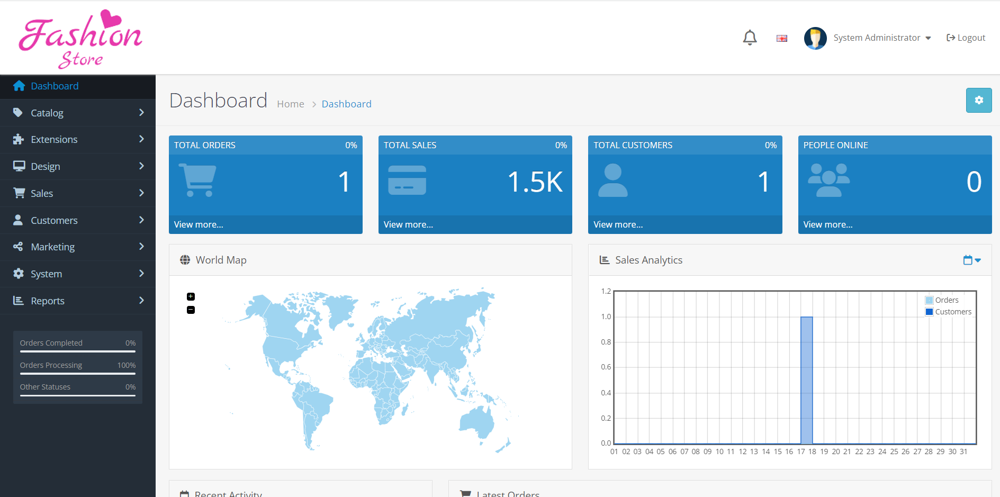 Fashion
Store
System Administrator
Logout
Dashboard
Catalog
Extensions
Design
Sales
Customers
Marketing
System
Reports
Orders Completed 0%
Orders Processing 100%
Other Statuses 0%
Dashboard Home > Dashboard
TOTAL ORDERS 0%
1
View more...
TOTAL SALES 0%
1.5K
View more...
TOTAL CUSTOMERS 0%
1
View more...
PEOPLE ONLINE
0
View more...
World Map
+
−
Sales Analytics
Orders
Customers
1.2
1.0
0.8
0.6
0.4
0.2
0.0
01 02 03 04 05 06 07 08 09 10 11 12 13 14 15 16 17 18 19 20 21 22 23 24 25 26 27 28 29 30 31
Recent Activity
Latest Orders